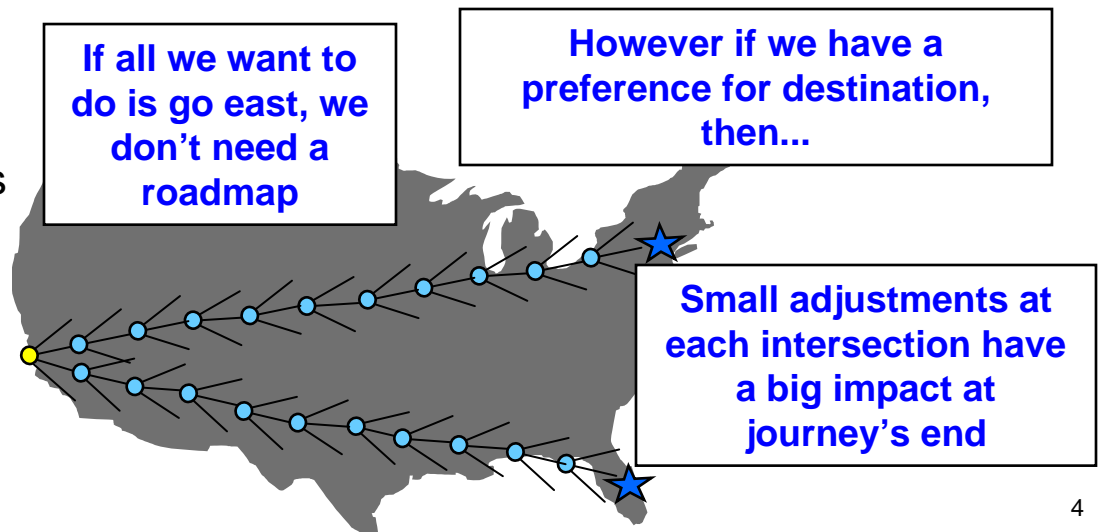 If all we want to
do is go east, we
don't need a
roadmap
However if we have a
preference for destination,
then...
s
Small adjustments at
each intersection have
a big impact at
journey's end
4